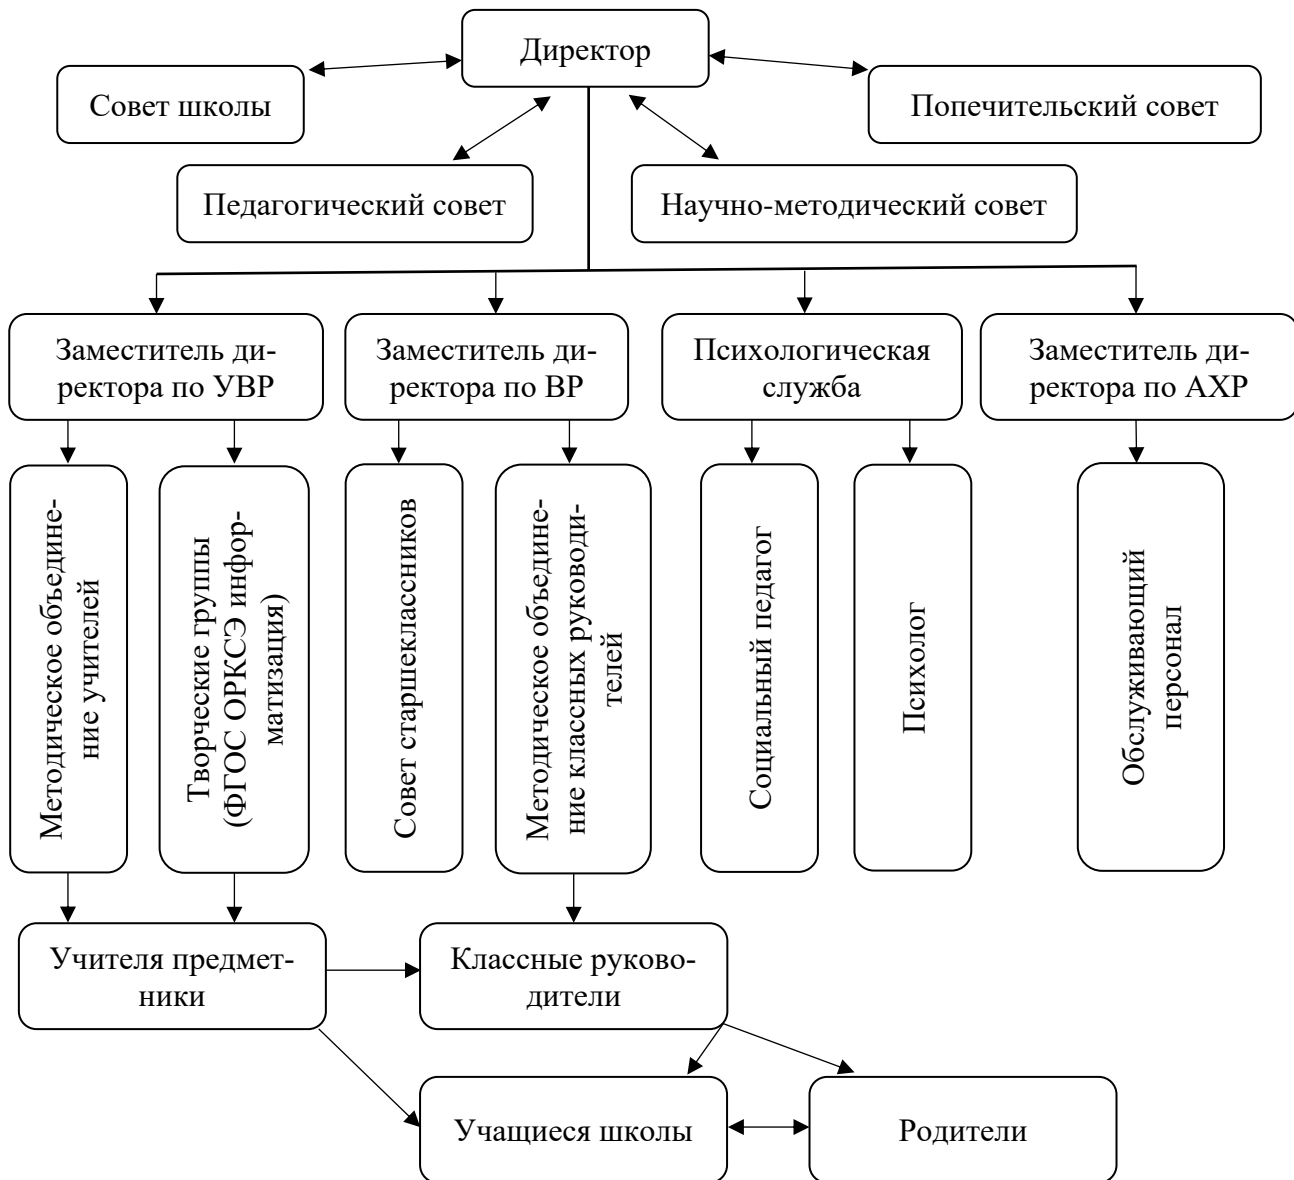 Директор
Совет школы
Попечительский совет
Педагогический совет
Научно-методический совет
Заместитель ди-
ректора по УВР
Заместитель ди-
ректора по ВР
Психологическая
служба
Заместитель ди-
ректора по АХР
Методическое объедине-
ние учителей
Творческие группы
(ФГОС ОРКСЭ инфор-
матизация)
Совет старшеклассников
Методическое объедине-
ние классных руководи-
телей
Социальный педагог
Психолог
Обслуживающий
персонал
Учителя предмет-
ники
Классные руково-
дители
Учащиеся школы
Родители